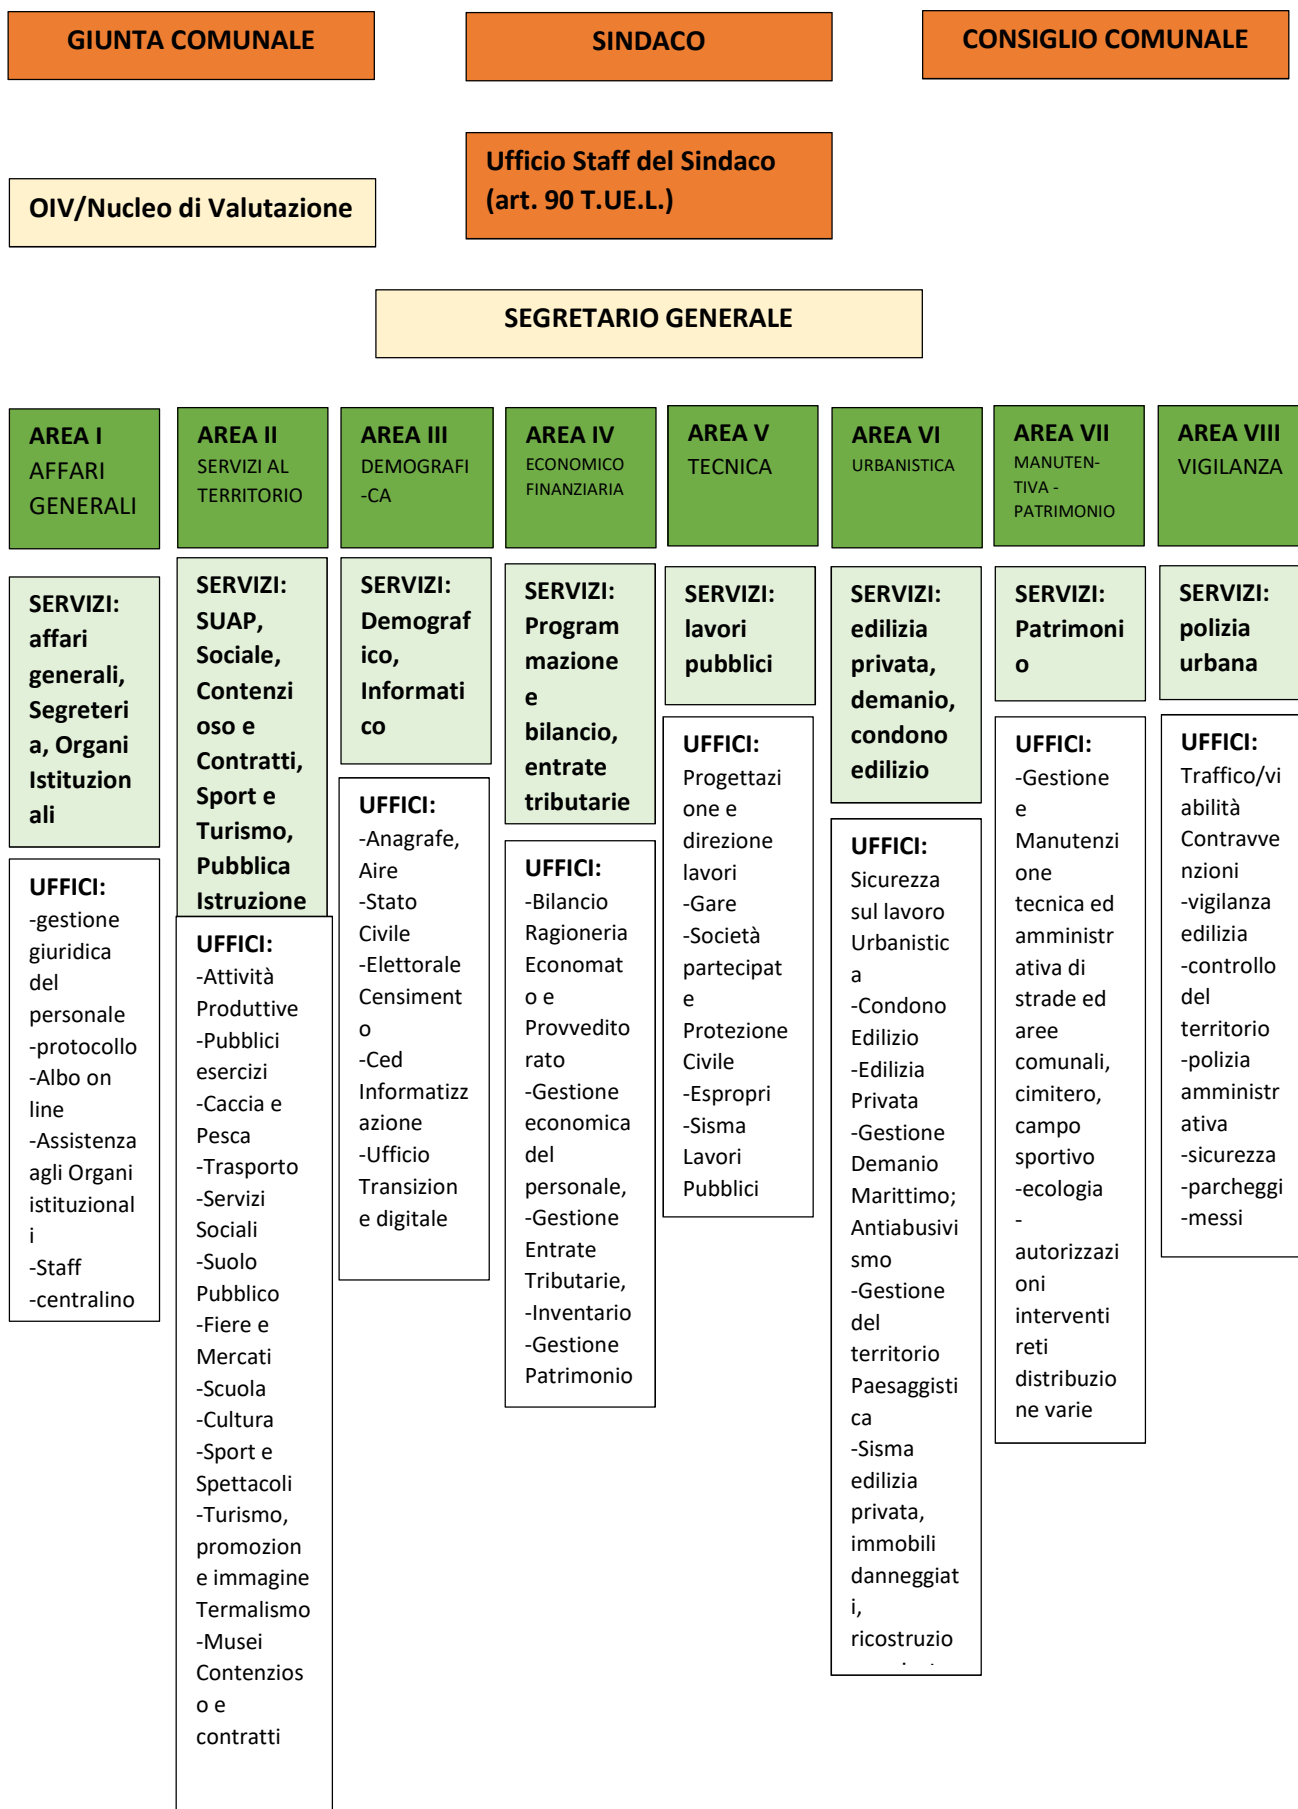 GIUNTA COMUNALE
SINDACO
CONSIGLIO COMUNALE
Ufficio Staff del Sindaco
(art. 90 T.UE.L.)
OIV/Nucleo di Valutazione
SEGRETARIO GENERALE
AREA I
AFFARI
GENERALI
SERVIZI:
affari
generali,
Segreteri
a, Organi
Istituzion
ali
UFFICI:
-gestione
giuridica
del
personale
-protocollo
-Albo on
line
-Assistenza
agli Organi
istituzional
i
-Staff
-centralino
AREA II
SERVIZI AL
TERRITORIO
SERVIZI:
SUAP,
Sociale,
Contenzi
oso e
Contratti,
Sport e
Turismo,
Pubblica
Istruzione
UFFICI:
-Attività
Produttive
-Pubblici
esercizi
-Caccia e
Pesca
-Trasporto
-Servizi
Sociali
-Suolo
Pubblico
-Fiere e
Mercati
-Scuola
-Cultura
-Sport e
Spettacoli
-Turismo,
promozion
e immagine
Termalismo
-Musei
Contenzios
o e
contratti
AREA III
DEMOGRAFI
-CA
SERVIZI:
Demograf
ico,
Informati
co
UFFICI:
-Anagrafe,
Aire
-Stato
Civile
-Elettorale
Censiment
o
-Ced
Informatizz
azione
-Ufficio
Transizion
e digitale
AREA IV
ECONOMICO
FINANZIARIA
SERVIZI:
Program
mazione
e
bilancio,
entrate
tributarie
UFFICI:
-Bilancio
Ragioneria
Economat
o e
Provvedito
rato
-Gestione
economica
del
personale,
-Gestione
Entrate
Tributarie,
-Inventario
-Gestione
Patrimonio
AREA V
TECNICA
SERVIZI:
lavori
pubblici
UFFICI:
Progettazi
one e
direzione
lavori
-Gare
-Società
partecipat
e
Protezione
Civile
-Espropri
-Sisma
Lavori
Pubblici
AREA VI
URBANISTICA
SERVIZI:
edilizia
privata,
demanio,
condono
edilizio
UFFICI:
Sicurezza
sul lavoro
Urbanistic
a
-Condono
Edilizio
-Edilizia
Privata
-Gestione
Demanio
Marittimo;
Antiabusivi
smo
-Gestione
del
territorio
Paesaggisti
ca
-Sisma
edilizia
privata,
immobili
danneggiat
i,
ricostruzio
AREA VII
MANUTEN-
TIVA -
PATRIMONIO
SERVIZI:
Patrimoni
o
UFFICI:
-Gestione
e
Manutenzi
one
tecnica ed
amministr
ativa di
strade ed
aree
comunali,
cimitero,
campo
sportivo
-ecologia
-
autorizzazi
oni
interventi
reti
distribuzio
ne varie
AREA VIII
VIGILANZA
SERVIZI:
polizia
urbana
UFFICI:
Traffico/vi
abilità
Contravve
nzioni
-vigilanza
edilizia
-controllo
del
territorio
-polizia
amministr
ativa
-sicurezza
-parcheggi
-messi